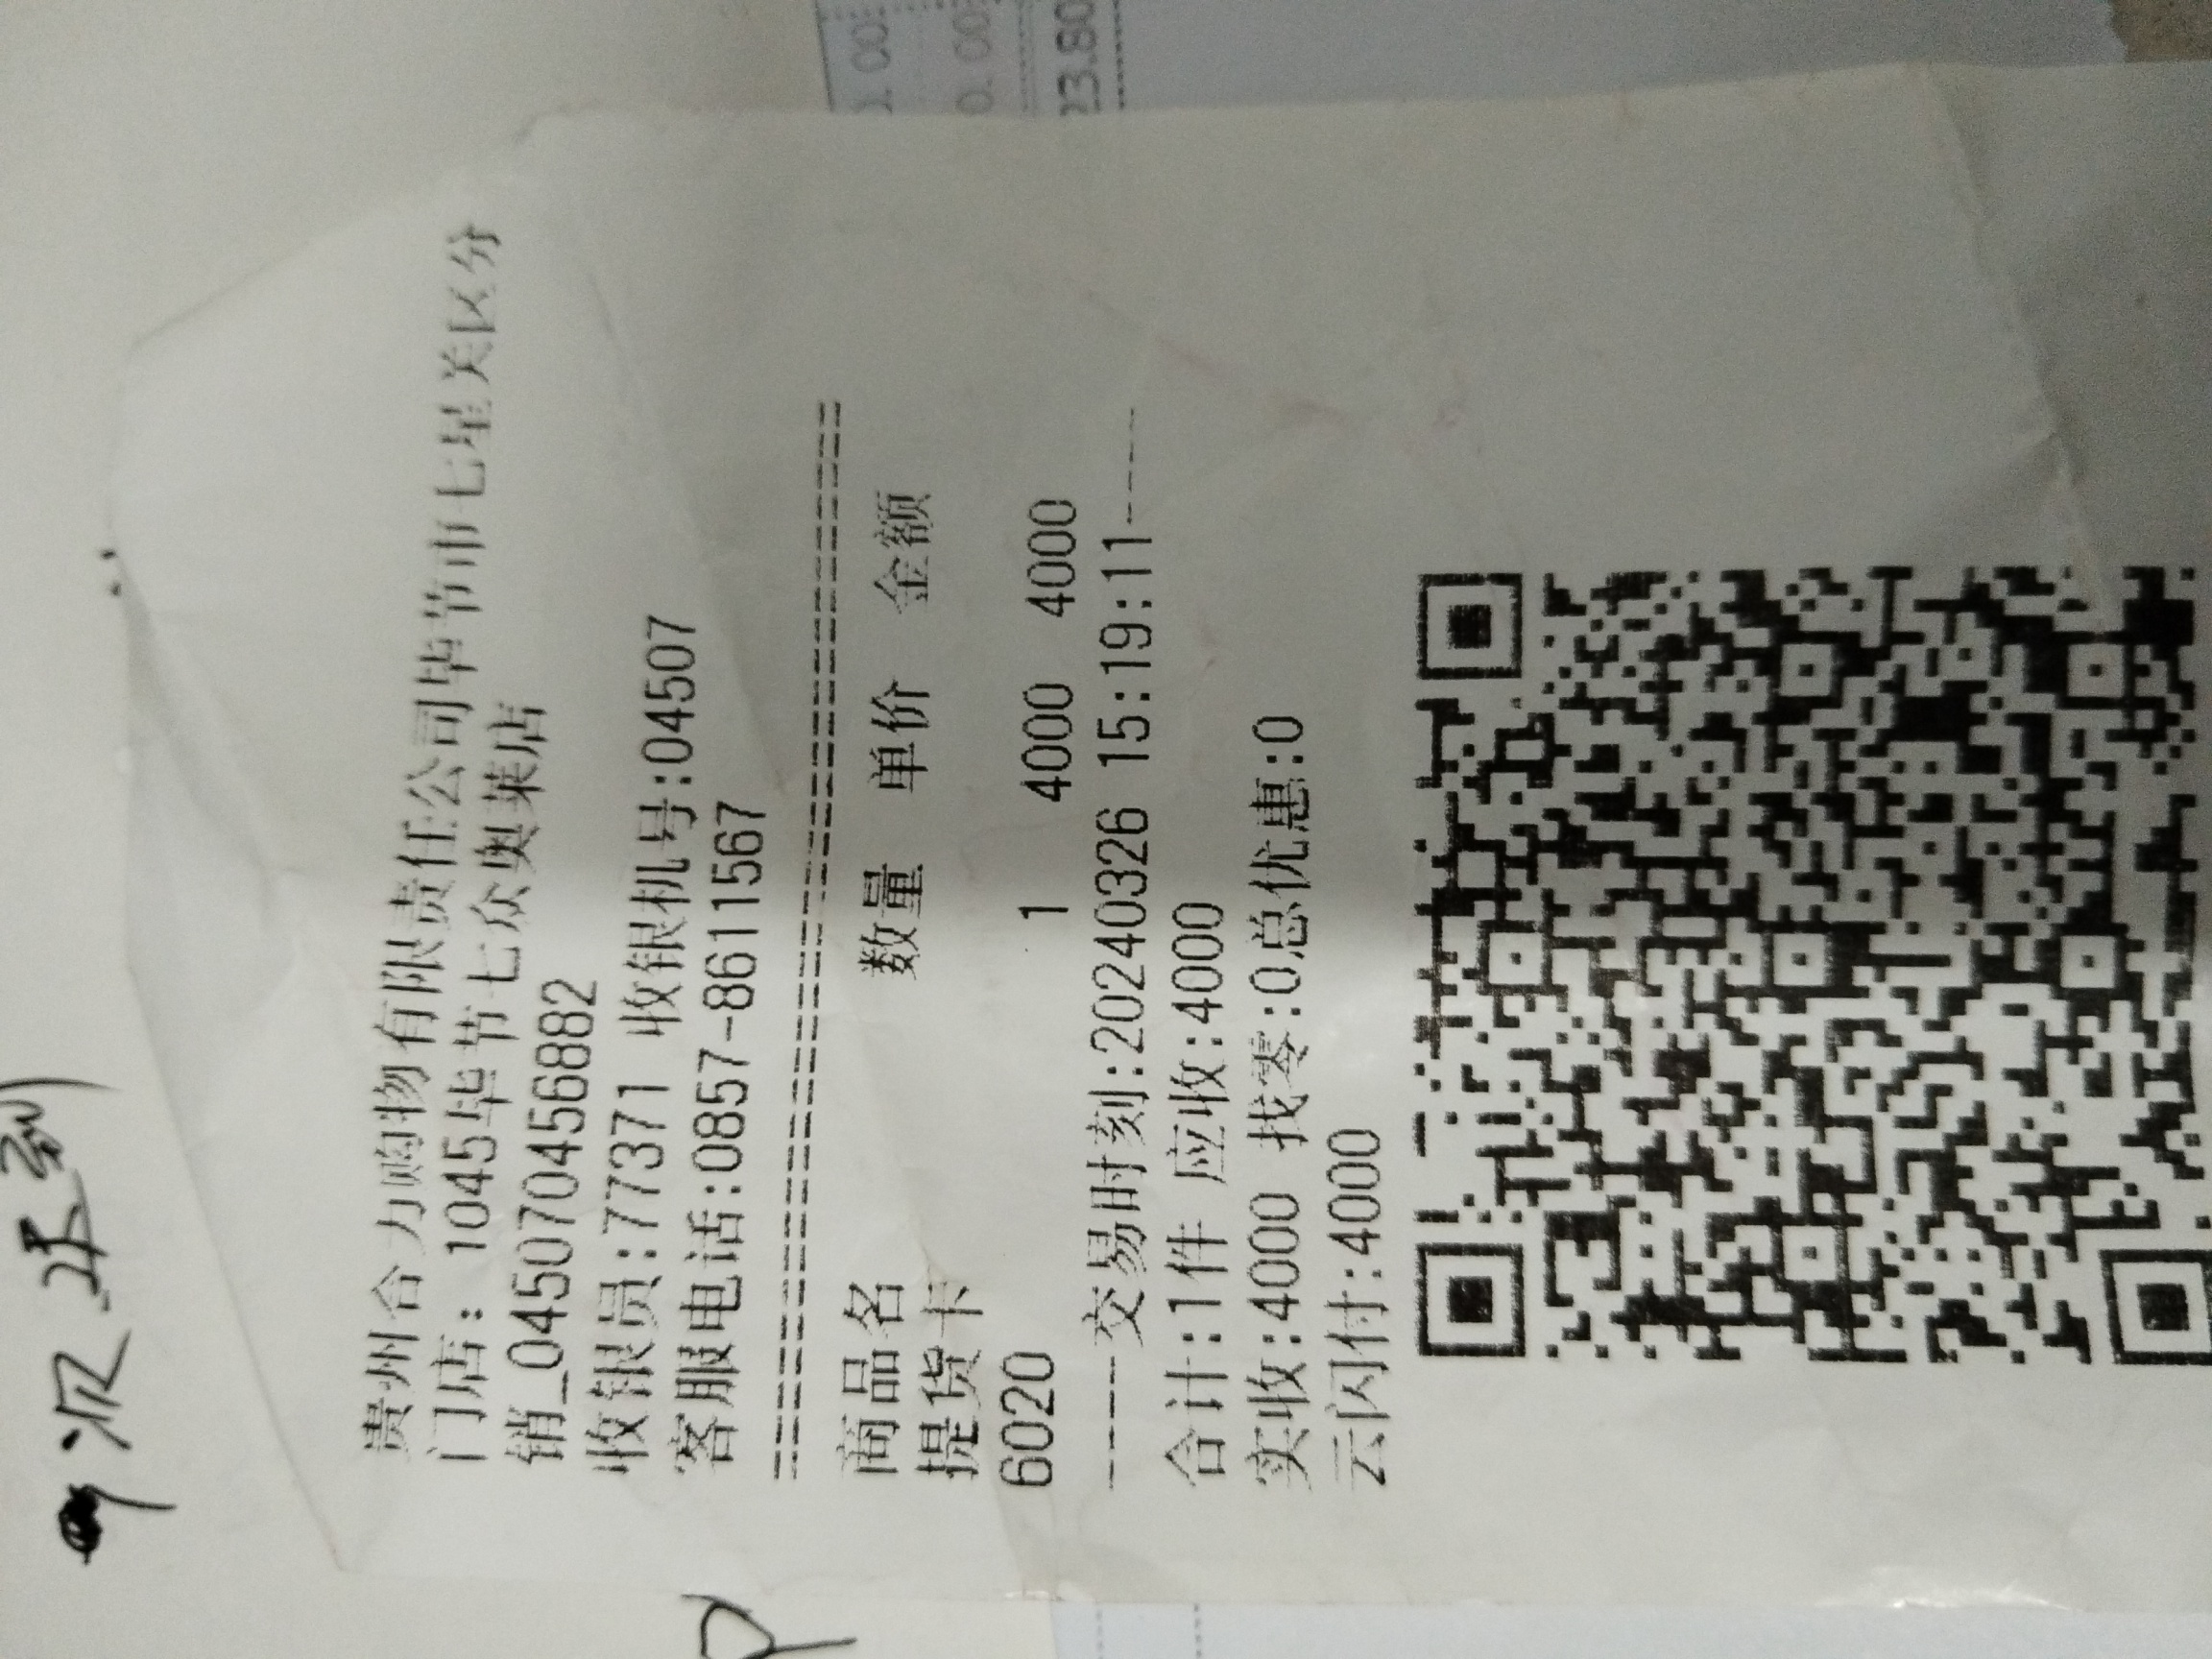 贵州合力购物有限责任公司毕节市七星关区分
门店：1045毕节七众奥莱店
销_045070456882
收银员:77371 收银机号:04507
客服电话:0857-8611567
==========================================
商品名 数量 单价 金额
提货卡
6020 1 4000 4000
----交易时刻:20240326 15:19:11----
合计:1件 应收:4000
实收:4000 找零:0总优惠:0
云闪付:4000
23.80